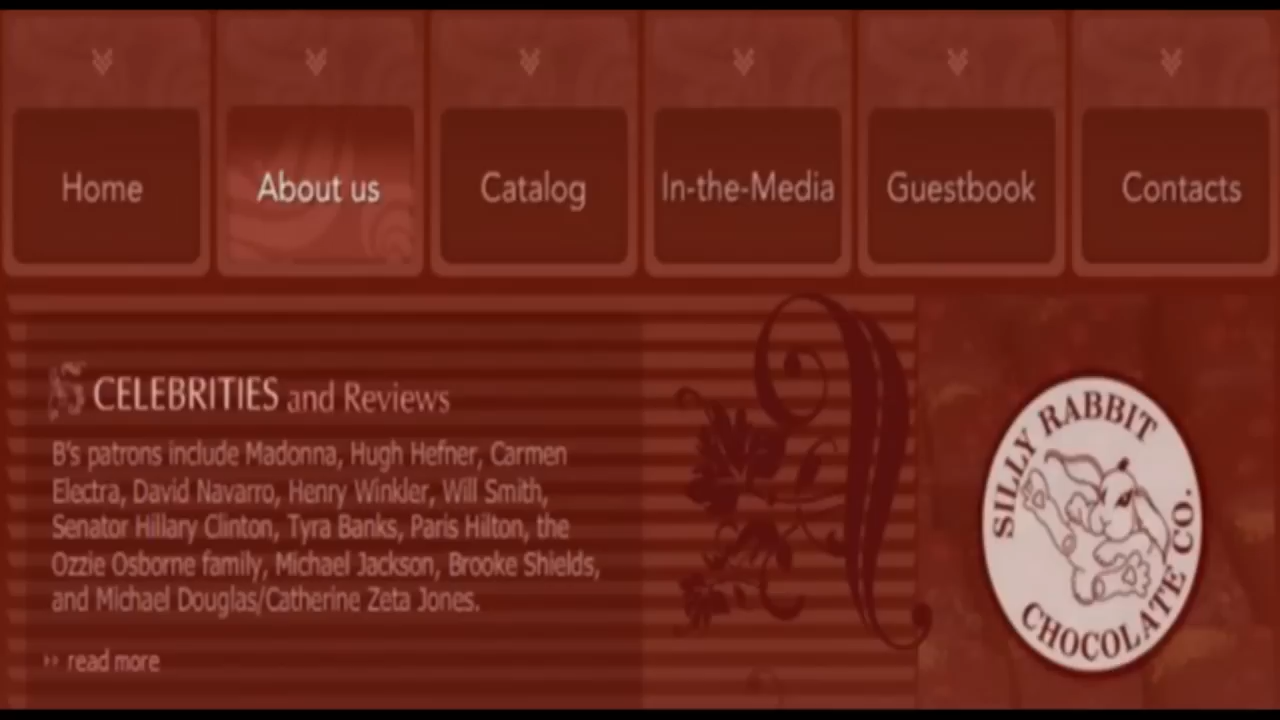 Home
About us
Catalog
In-the-Media
Guestbook
Contacts
CELEBRITIES and Reviews
B's patrons include Madonna, Hugh Hefner, Carmen
Electra, David Navarro, Henry Winkler, Will Smith,
Senator Hillary Clinton, Tyra Banks, Paris Hilton, the
Ozzie Osborne family, Michael Jackson, Brooke Shields,
and Michael Douglas/Catherine Zeta Jones.
read more
SILLY RABBIT
CHOCOLATE CO.